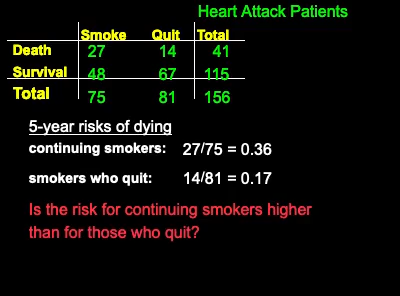 Heart Attack Patients
Smoke Quit Total
Death 27 14 41
Survival 48 67 115
Total 75 81 156
5-year risks of dying
continuing smokers: 27/75 = 0.36
smokers who quit: 14/81 = 0.17
Is the risk for continuing smokers higher
than for those who quit?